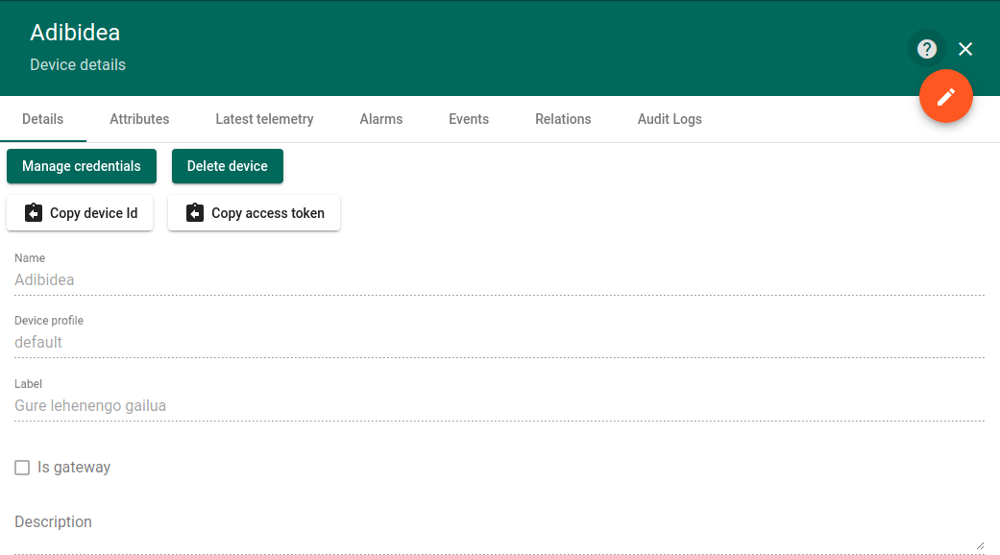 Adibidea
Device details
?
Details Attributes Latest telemetry Alarms Events Relations Audit Logs
Manage credentials Delete device
Copy device Id Copy access token
Name
Adibidea
Device profile
default
Label
Gure lehenengo gailua
Is gateway
Description